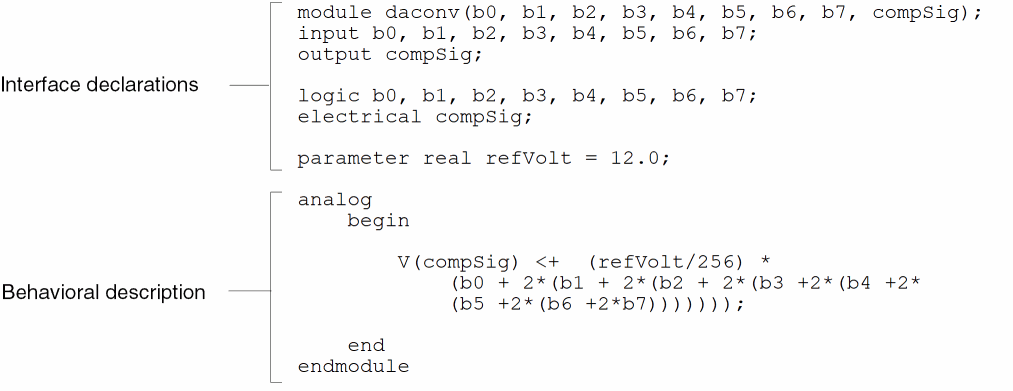 module daconv(b0, b1, b2, b3, b4, b5, b6, b7, compSig);
input b0, b1, b2, b3, b4, b5, b6, b7;
output compSig;
Interface declarations
logic b0, b1, b2, b3, b4, b5, b6, b7;
electrical compSig;
parameter real refVolt = 12.0;
analog
begin
V(compSig) <+ (refVolt/256) *
Behavioral description
(b0 + 2*(b1 + 2*(b2 + 2*(b3 +2*(b4 +2*
(b5 +2*(b6 +2*b7)))))));
end
endmodule